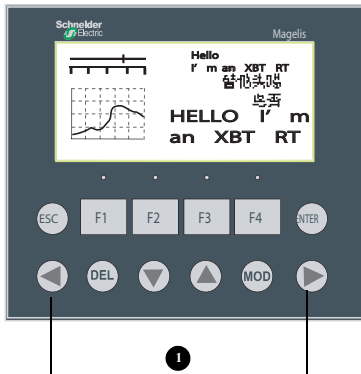 Schneider
Electric
Magelis
Hello
I' m an XBT RT
HELLO I' m
an XBT RT
ESC F1 F2 F3 F4 ENTER
DEL MOD
1